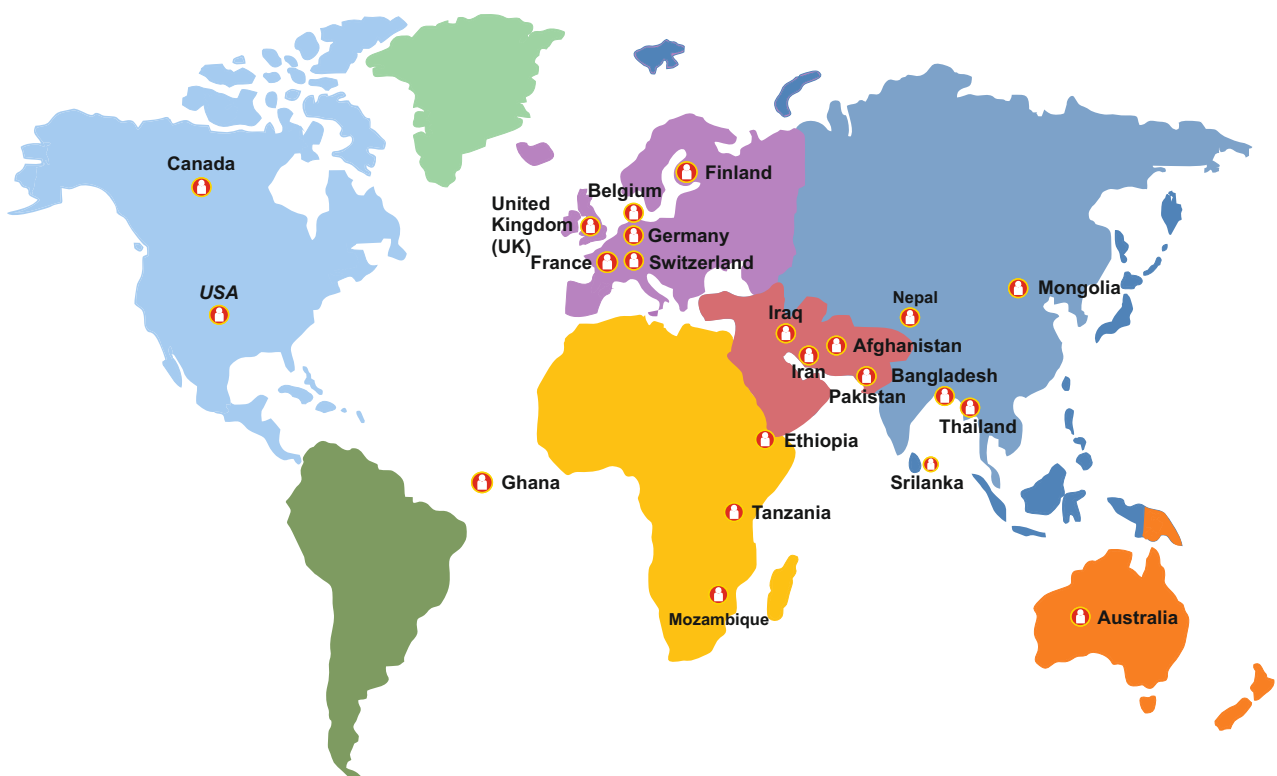 Canada
USA
Finland
Belgium
United
Kingdom
(UK)
Germany
France
Switzerland
Mongolia
Nepal
Iraq
Afghanistan
Iran
Bangladesh
Pakistan
Thailand
Ethiopia
Srilanka
Ghana
Tanzania
Mozambique
Australia